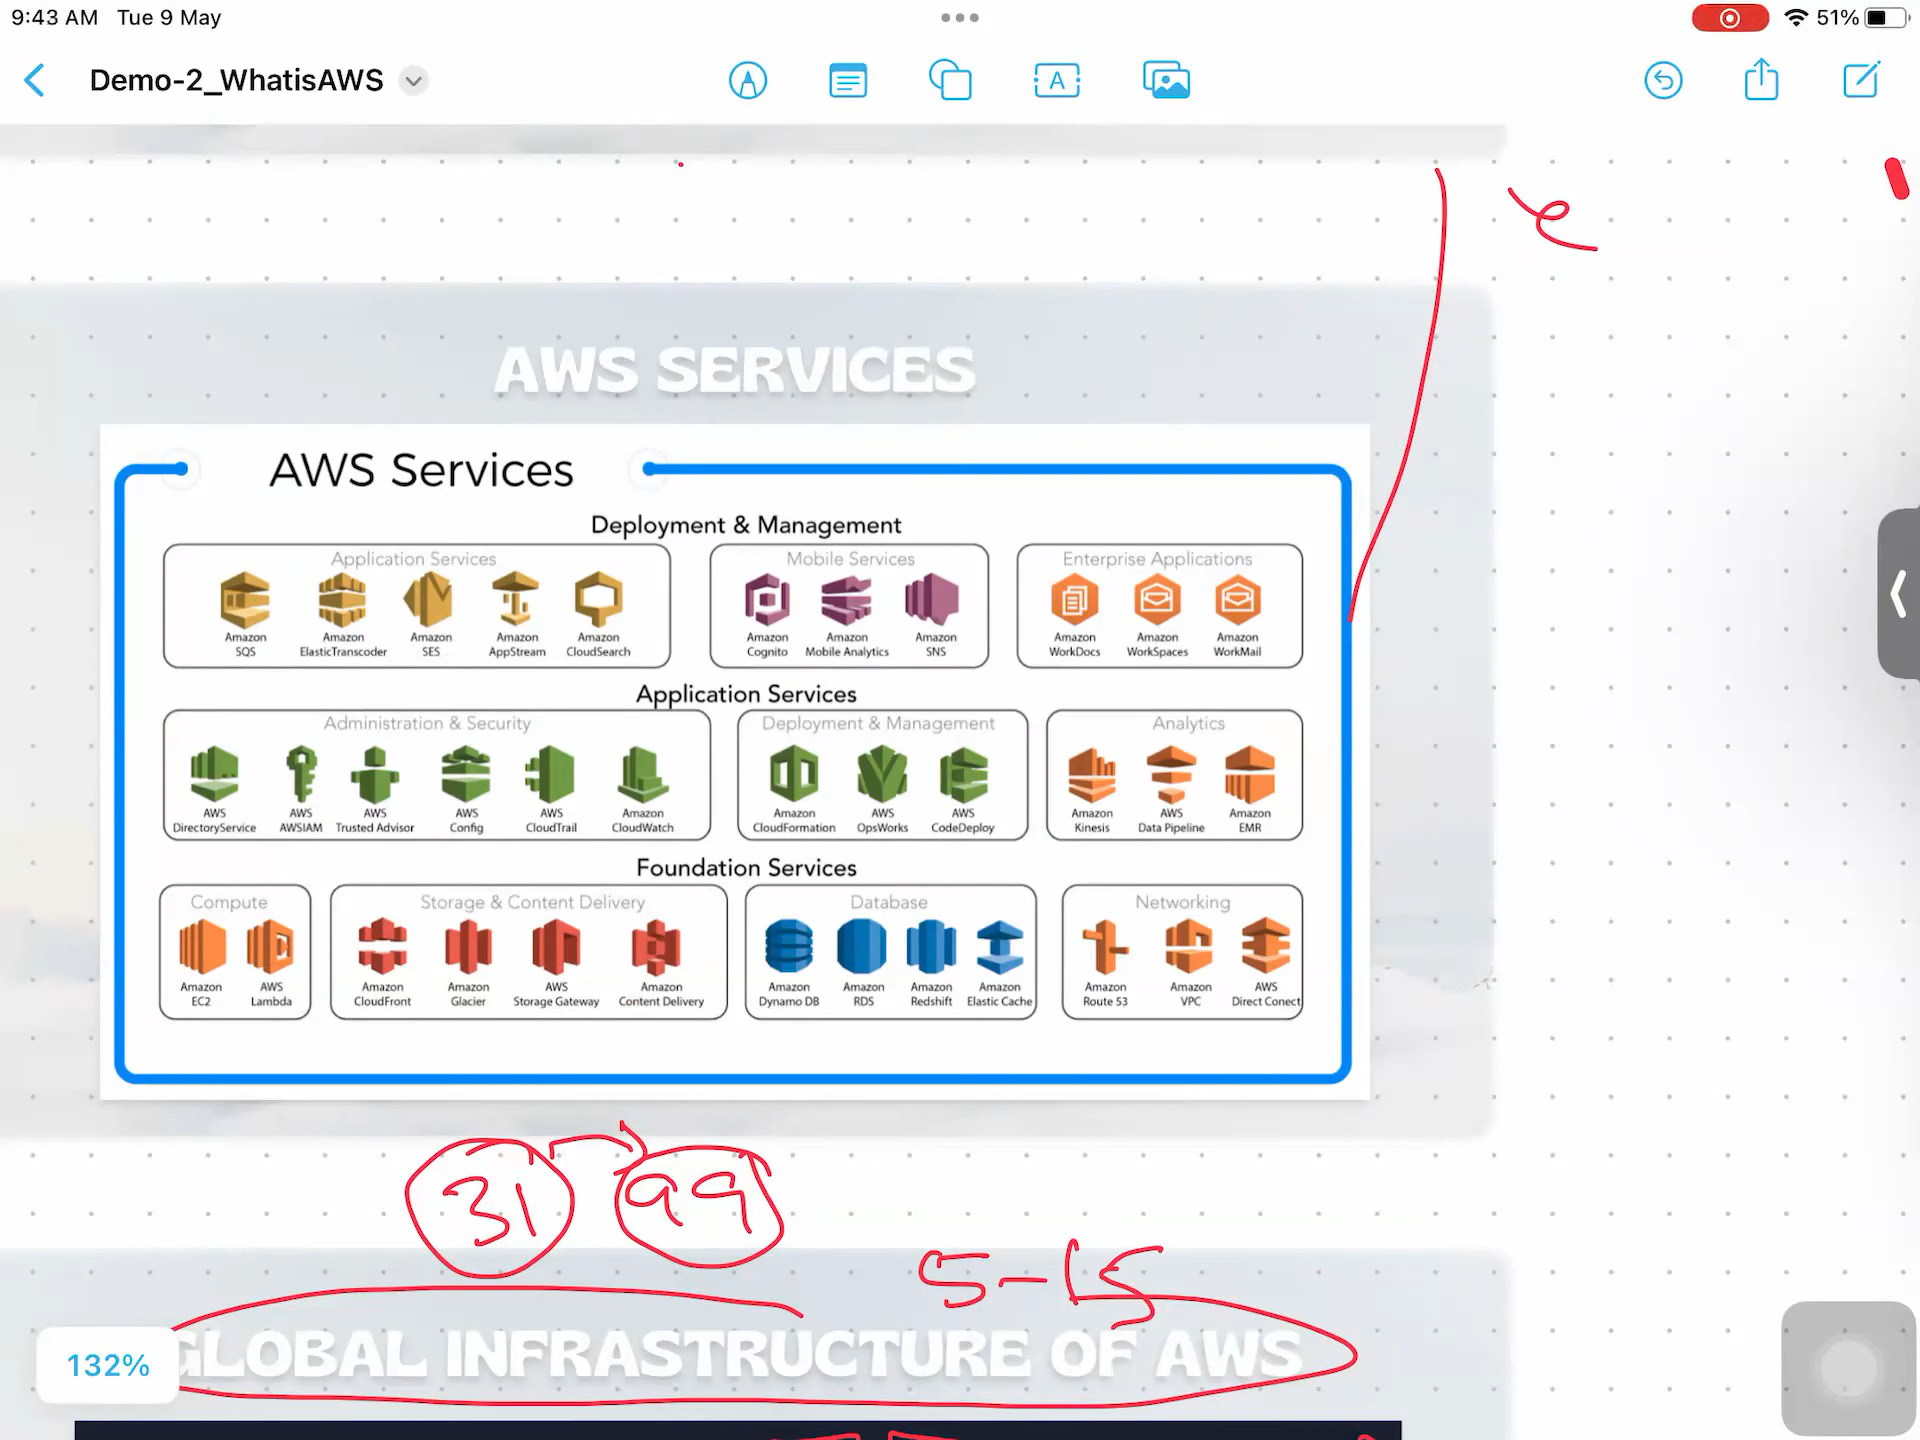 9:43 AM Tue 9 May
51%
Demo-2_WhatisAWS
A
AWS SERVICES
AWS Services
Deployment & Management
Application Services
Mobile Services
Enterprise Applications
Amazon SQS
Amazon ElasticTranscoder
Amazon SES
Amazon AppStream
Amazon CloudSearch
Amazon Cognito
Amazon Mobile Analytics
Amazon SNS
Amazon WorkDocs
Amazon WorkSpaces
Amazon WorkMail
Application Services
Administration & Security
Deployment & Management
Analytics
AWS DirectoryService
AWS AWSIAM
AWS Trusted Advisor
AWS Config
AWS CloudTrail
Amazon CloudWatch
Amazon CloudFormation
AWS OpsWorks
AWS CodeDeploy
Amazon Kinesis
AWS Data Pipeline
Amazon EMR
Foundation Services
Compute
Storage & Content Delivery
Database
Networking
Amazon EC2
AWS Lambda
Amazon CloudFront
Amazon Glacier
AWS Storage Gateway
Amazon Content Delivery
Amazon Dynamo DB
Amazon RDS
Amazon Redshift
Amazon Elastic Cache
Amazon Route 53
Amazon VPC
AWS Direct Conect
31 99
5-15
GLOBAL INFRASTRUCTURE OF AWS
132%